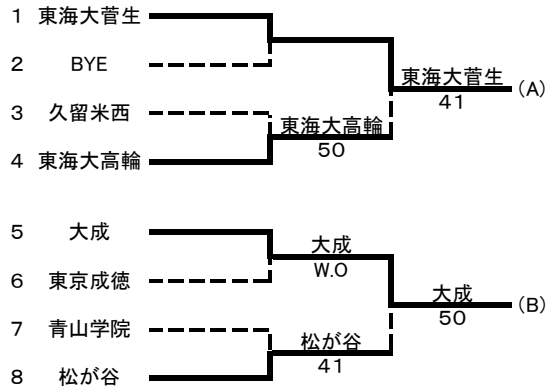 1 東海大菅生
2 BYE
東海大菅生 (A)
41
3 久留米西
東海大高輪
50
4 東海大高輪
5 大成
大成
W.O
6 東京成徳
大成 (B)
50
7 青山学院
松が谷
41
8 松が谷